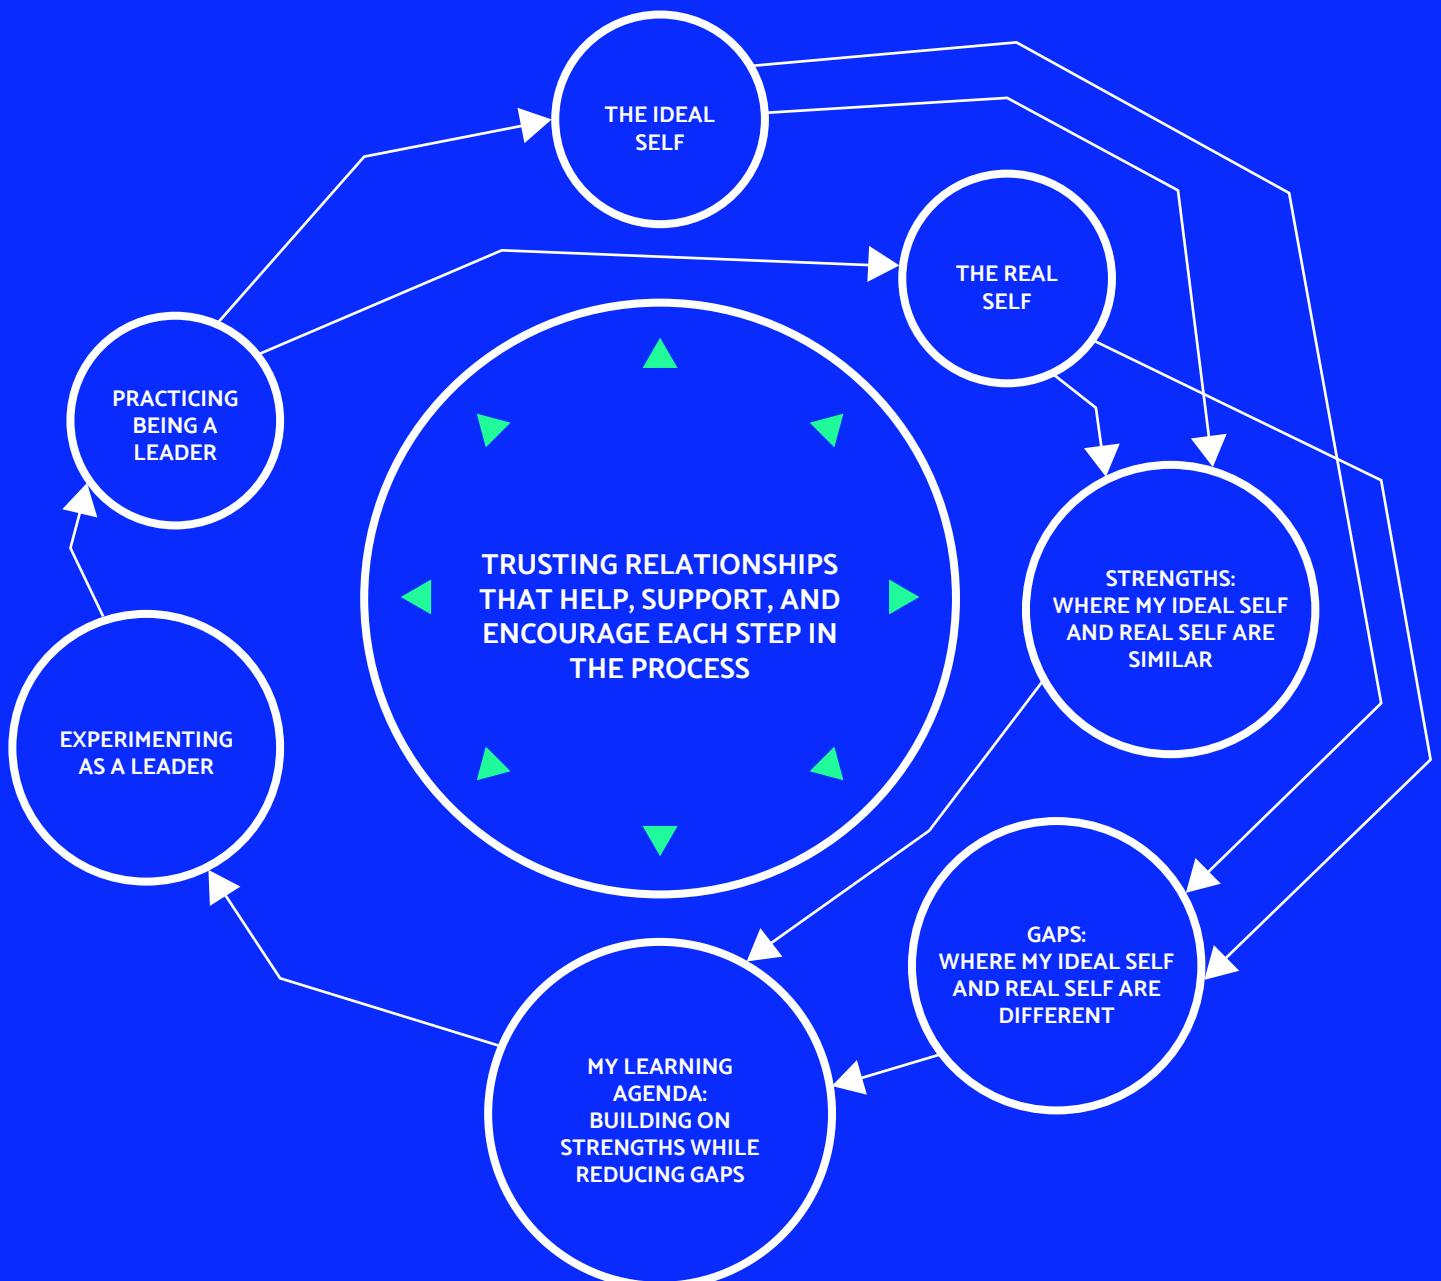 THE IDEAL
SELF
THE REAL
SELF
PRACTICING
BEING A
LEADER
TRUSTING RELATIONSHIPS
THAT HELP, SUPPORT, AND
ENCOURAGE EACH STEP IN
THE PROCESS
STRENGTHS:
WHERE MY IDEAL SELF
AND REAL SELF ARE
SIMILAR
EXPERIMENTING
AS A LEADER
GAPS:
WHERE MY IDEAL SELF
AND REAL SELF ARE
DIFFERENT
MY LEARNING
AGENDA:
BUILDING ON
STRENGTHS WHILE
REDUCING GAPS